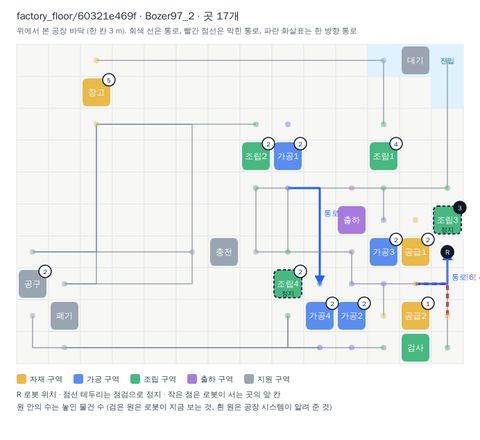 factory_floor/60321e469f · Bozer97_2 · 곳 17개
위에서 본 공장 바닥 (한 칸 3 m). 회색 선은 통로, 빨간 점선은 막힌 통로, 파란 화살표는 한 방향 통로
대기
진입
5
창고
2
조립2
2
가공1
4
조립1
통로
출하
3
조립3
정지
충전
2
가공3
2
공급1
R
2
공구
2
조립4
정지
통로
폐기
2
가공4
2
가공2
1
공급2
검사
자재 구역
가공 구역
조립 구역
출하 구역
지원 구역
R 로봇 위치 · 점선 테두리는 점검으로 정지 · 작은 점은 로봇이 서는 곳의 앞 칸
원 안의 수는 놓인 물건 수 (검은 원은 로봇이 지금 보는 것, 흰 원은 공장 시스템이 알려 준 것)